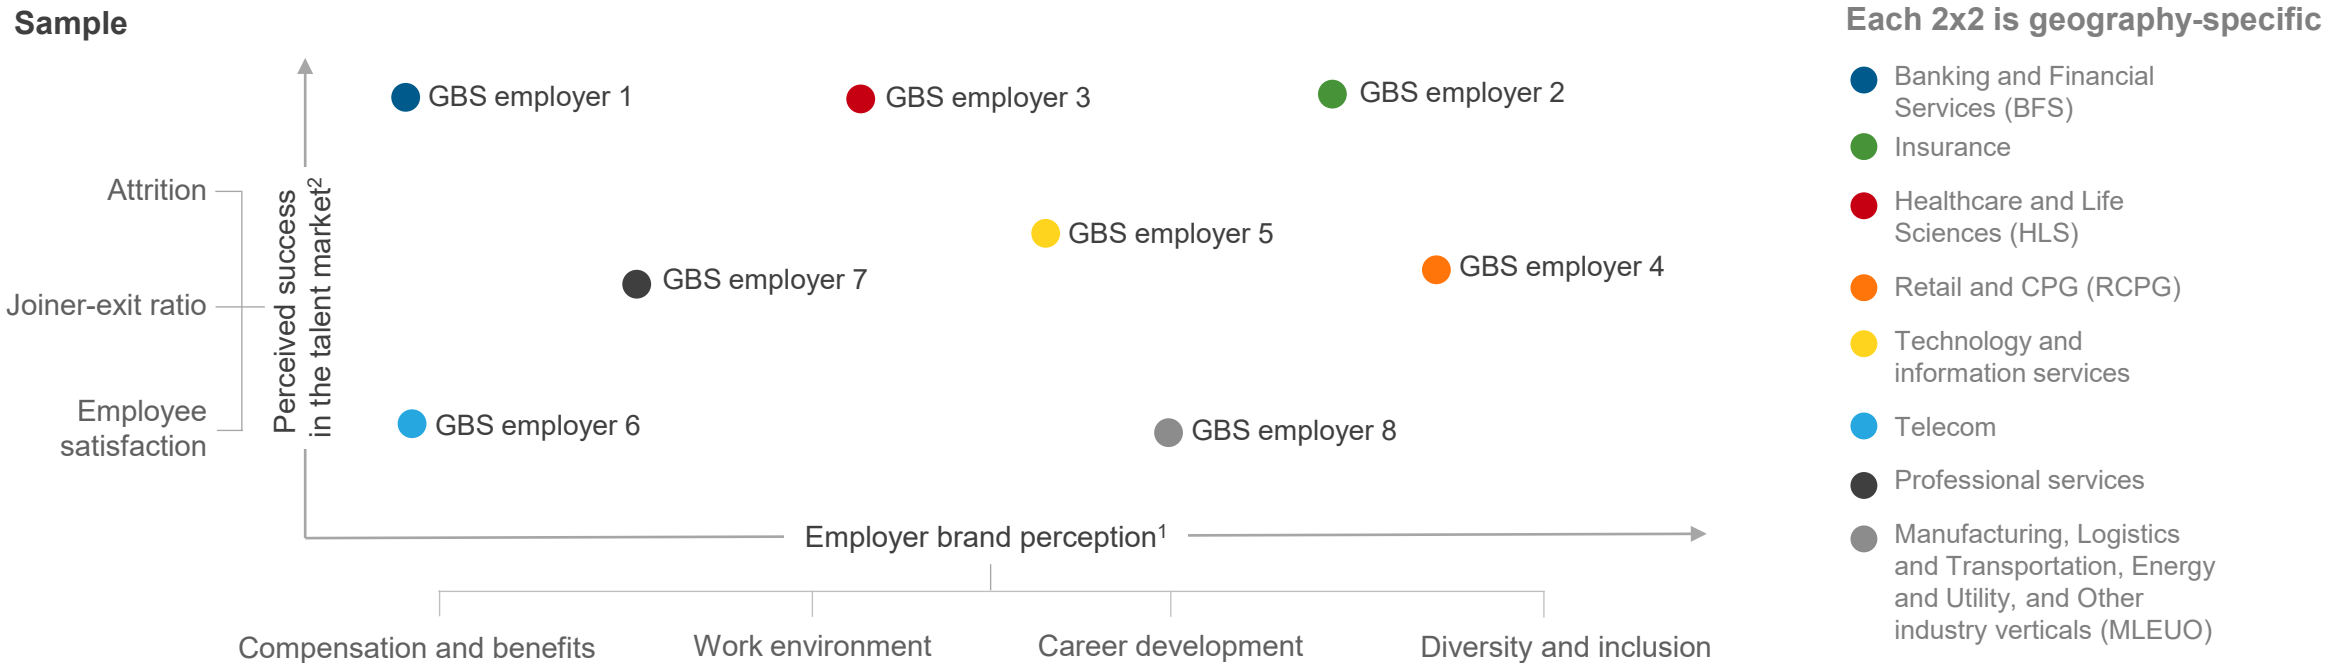 Sample
Each 2x2 is geography-specific
GBS employer 1
GBS employer 3
GBS employer 2
GBS employer 5
GBS employer 4
GBS employer 7
GBS employer 6
GBS employer 8
Attrition
Joiner-exit ratio
Employee
satisfaction
Perceived success
in the talent market²
Employer brand perception¹
Compensation and benefits
Work environment
Career development
Diversity and inclusion
Banking and Financial
Services (BFS)
Insurance
Healthcare and Life
Sciences (HLS)
Retail and CPG (RCPG)
Technology and
information services
Telecom
Professional services
Manufacturing, Logistics
and Transportation, Energy
and Utility, and Other
industry verticals (MLEUO)